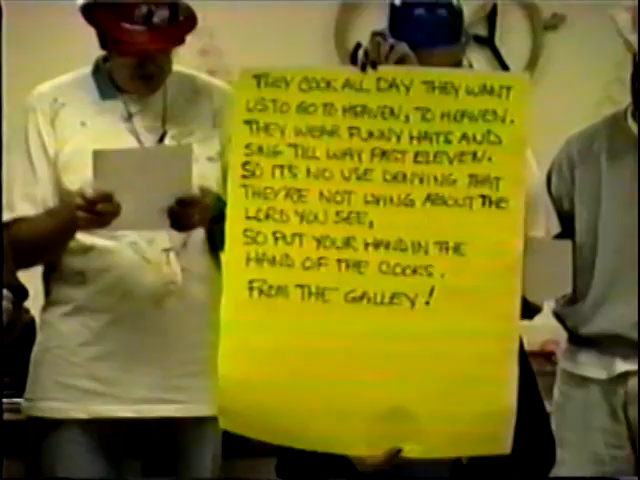 THEY COOK ALL DAY THEY WANT
US TO GO TO HEAVEN, TO HEAVEN.
THEY WEAR FUNNY HATS AND
SING TILL WAY PAST ELEVEN.
SO IT'S NO USE DENYING THAT
THEY'RE NOT LYING ABOUT THE
LORD YOU SEE,
SO PUT YOUR HAND IN THE
HAND OF THE COOKS.
FROM THE GALLEY!